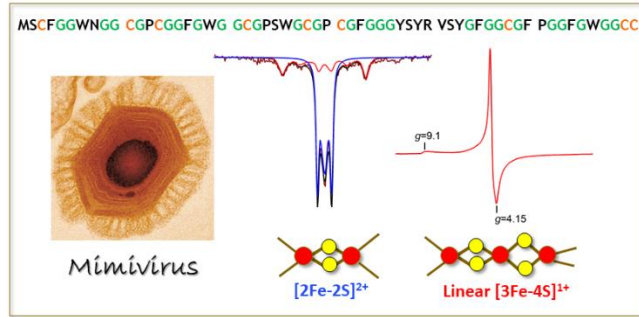 MSCFGGWNGG CGPCGGFGWG GCGPSWGCGP CGFGGGYSYR VSYGFGGCGF PGGFGWGGCC
g=9.1
g=4.15
Mimivirus
[2Fe-2S]²⁺
Linear [3Fe-4S]¹⁺